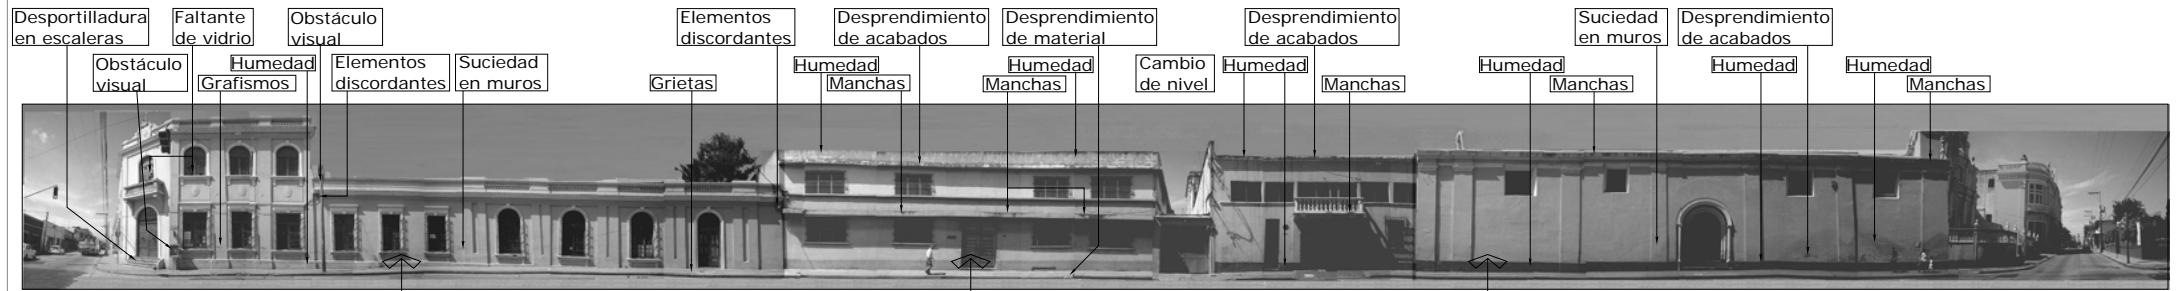 Desportilladura
en escaleras
Faltante
de vidrio
Obstáculo
visual
Elementos
discordantes
Desprendimiento
de acabados
Desprendimiento
de material
Desprendimiento
de acabados
Suciedad
en muros
Desprendimiento
de acabados
Obstáculo
visual
Humedad
Grafismos
Elementos
discordantes
Suciedad
en muros
Grietas
Humedad
Manchas
Humedad
Manchas
Cambio
de nivel
Humedad
Manchas
Humedad
Manchas
Humedad
Humedad
Manchas